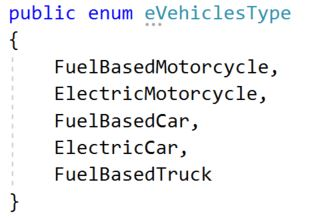 public enum eVehiclesType
{
    FuelBasedMotorcycle,
    ElectricMotorcycle,
    FuelBasedCar,
    ElectricCar,
    FuelBasedTruck
}